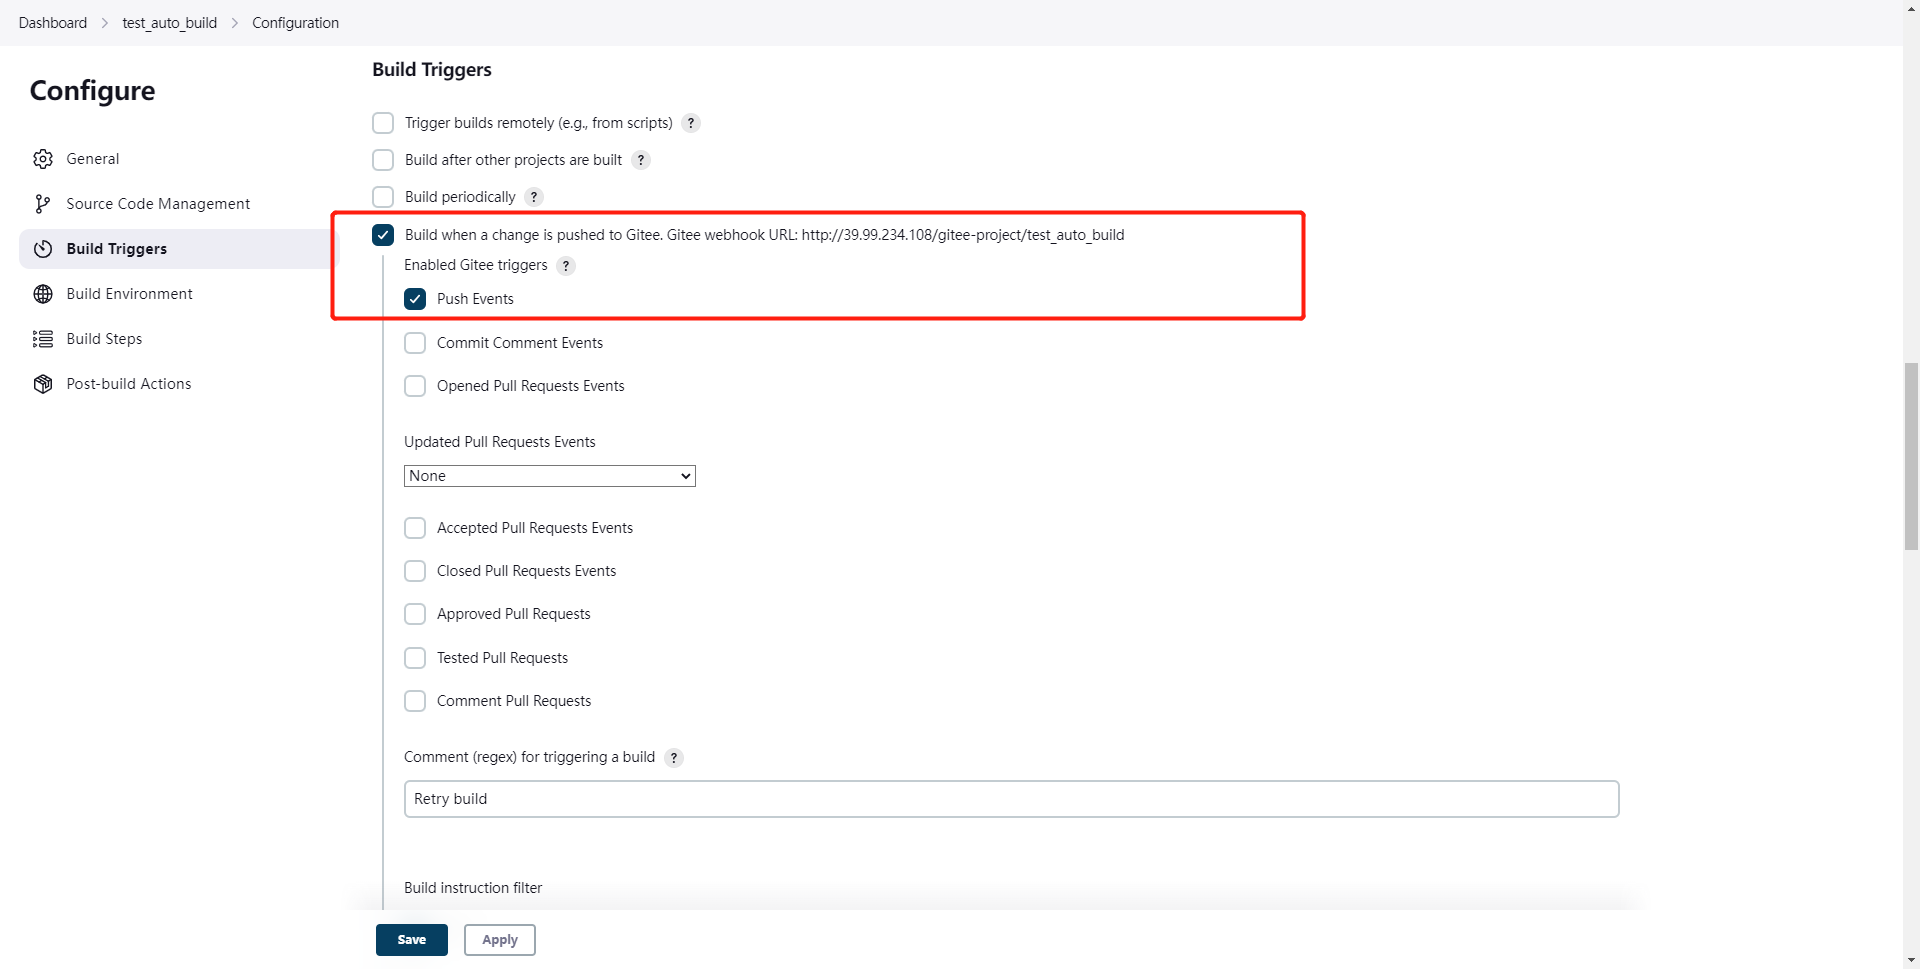 Dashboard > test_auto_build > Configuration
Configure
General
Source Code Management
Build Triggers
Build Environment
Build Steps
Post-build Actions
Build Triggers
Trigger builds remotely (e.g., from scripts) ?
Build after other projects are built ?
Build periodically ?
Build when a change is pushed to Gitee. Gitee webhook URL: http://39.99.234.108/gitee-project/test_auto_build
Enabled Gitee triggers ?
Push Events
Commit Comment Events
Opened Pull Requests Events
Updated Pull Requests Events
None
Accepted Pull Requests Events
Closed Pull Requests Events
Approved Pull Requests
Tested Pull Requests
Comment Pull Requests
Comment (regex) for triggering a build ?
Retry build
Build instruction filter
Save Apply